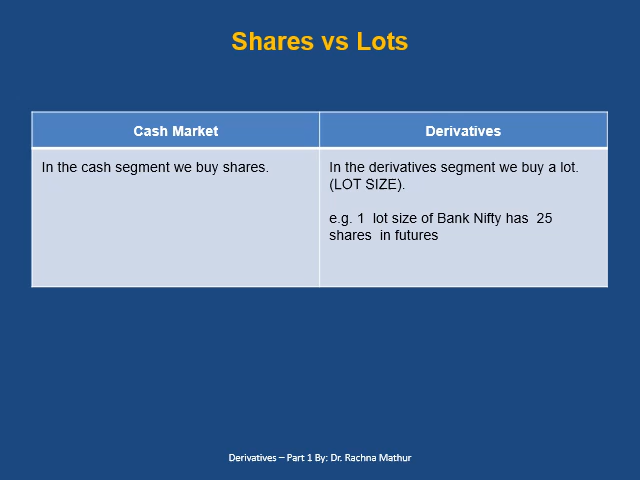 Shares vs Lots
Cash Market
Derivatives
In the cash segment we buy shares.
In the derivatives segment we buy a lot.
(LOT SIZE).
e.g. 1  lot size of Bank Nifty has  25
shares  in futures
Derivatives – Part 1 By: Dr. Rachna Mathur